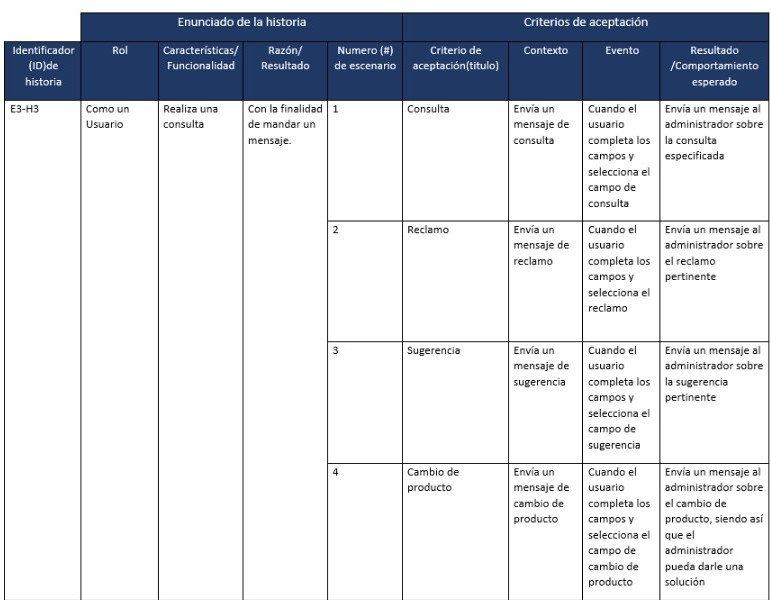 Enunciado de la historia
Criterios de aceptación
Identificador
(ID)de
historia
Rol
Características/
Funcionalidad
Razón/
Resultado
Numero (#)
de escenario
Criterio de
aceptación(titulo)
Contexto
Evento
Resultado
/Comportamiento
esperado
E3-H3
Como un
Usuario
Realiza una
consulta
Con la finalidad
de mandar un
mensaje.
1
Consulta
Envía un
mensaje de
consulta
Cuando el
usuario
completa los
campos y
selecciona el
campo de
consulta
Envía un mensaje al
administrador sobre
la consulta
especificada
2
Reclamo
Envía un
mensaje de
reclamo
Cuando el
usuario
completa los
campos y
selecciona el
reclamo
Envía un mensaje al
administrador sobre
el reclamo
pertinente
3
Sugerencia
Envía un
mensaje de
sugerencia
Cuando el
usuario
completa los
campos y
selecciona el
campo de
sugerencia
Envía un mensaje al
administrador sobre
la sugerencia
pertinente
4
Cambio de
producto
Envía un
mensaje de
cambio de
producto
Cuando el
usuario
completa los
campos y
selecciona el
campo de
cambio de
producto
Envía un mensaje al
administrador sobre
el cambio de
producto, siendo así
que el
administrador
pueda darle una
solución